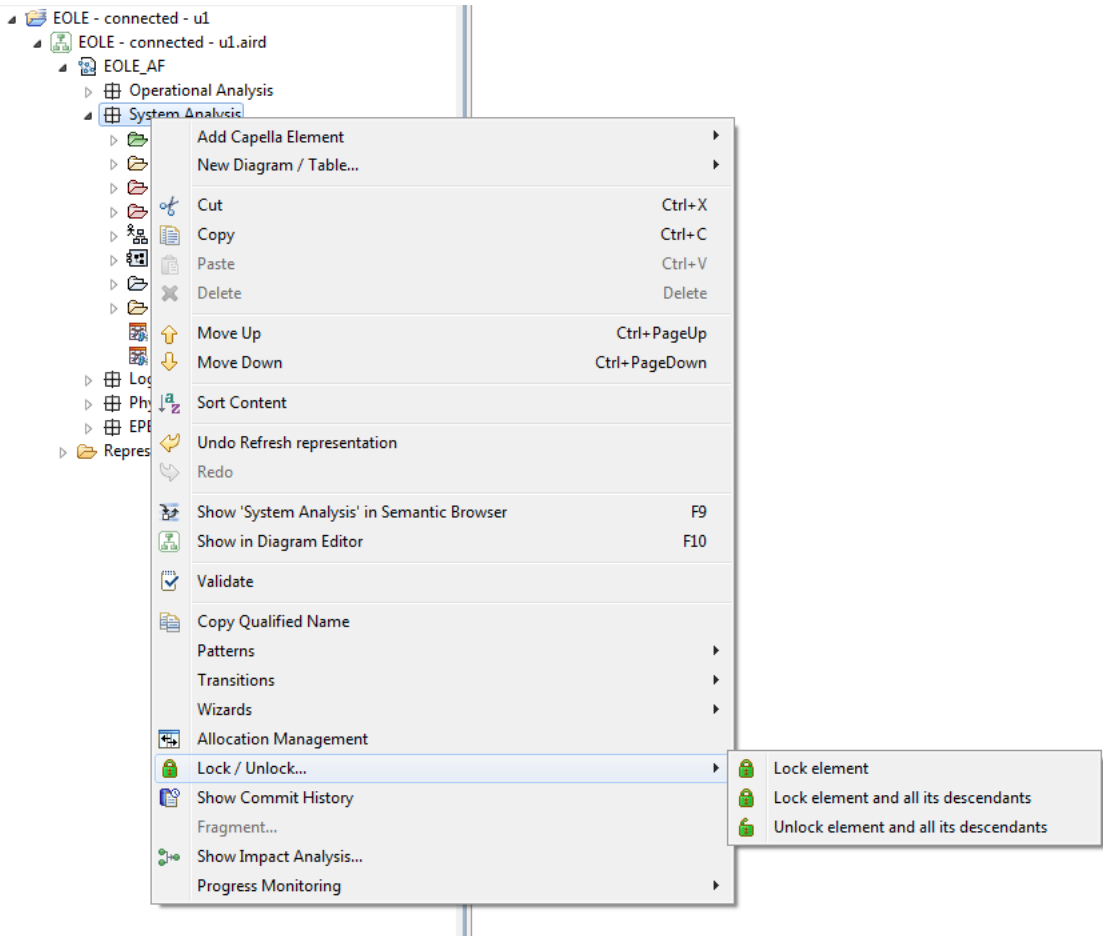 EOLE - connected - u1
EOLE - connected - u1.aird
EOLE_AF
Operational Analysis
System Analysis
Add Capella Element
New Diagram / Table...
Cut Ctrl+X
Copy Ctrl+C
Paste Ctrl+V
Delete Delete
Move Up Ctrl+PageUp
Move Down Ctrl+PageDown
Sort Content
Undo Refresh representation
Redo
Show 'System Analysis' in Semantic Browser F9
Show in Diagram Editor F10
Validate
Copy Qualified Name
Patterns
Transitions
Wizards
Allocation Management
Lock / Unlock...
Lock element
Lock element and all its descendants
Unlock element and all its descendants
Show Commit History
Fragment...
Show Impact Analysis...
Progress Monitoring